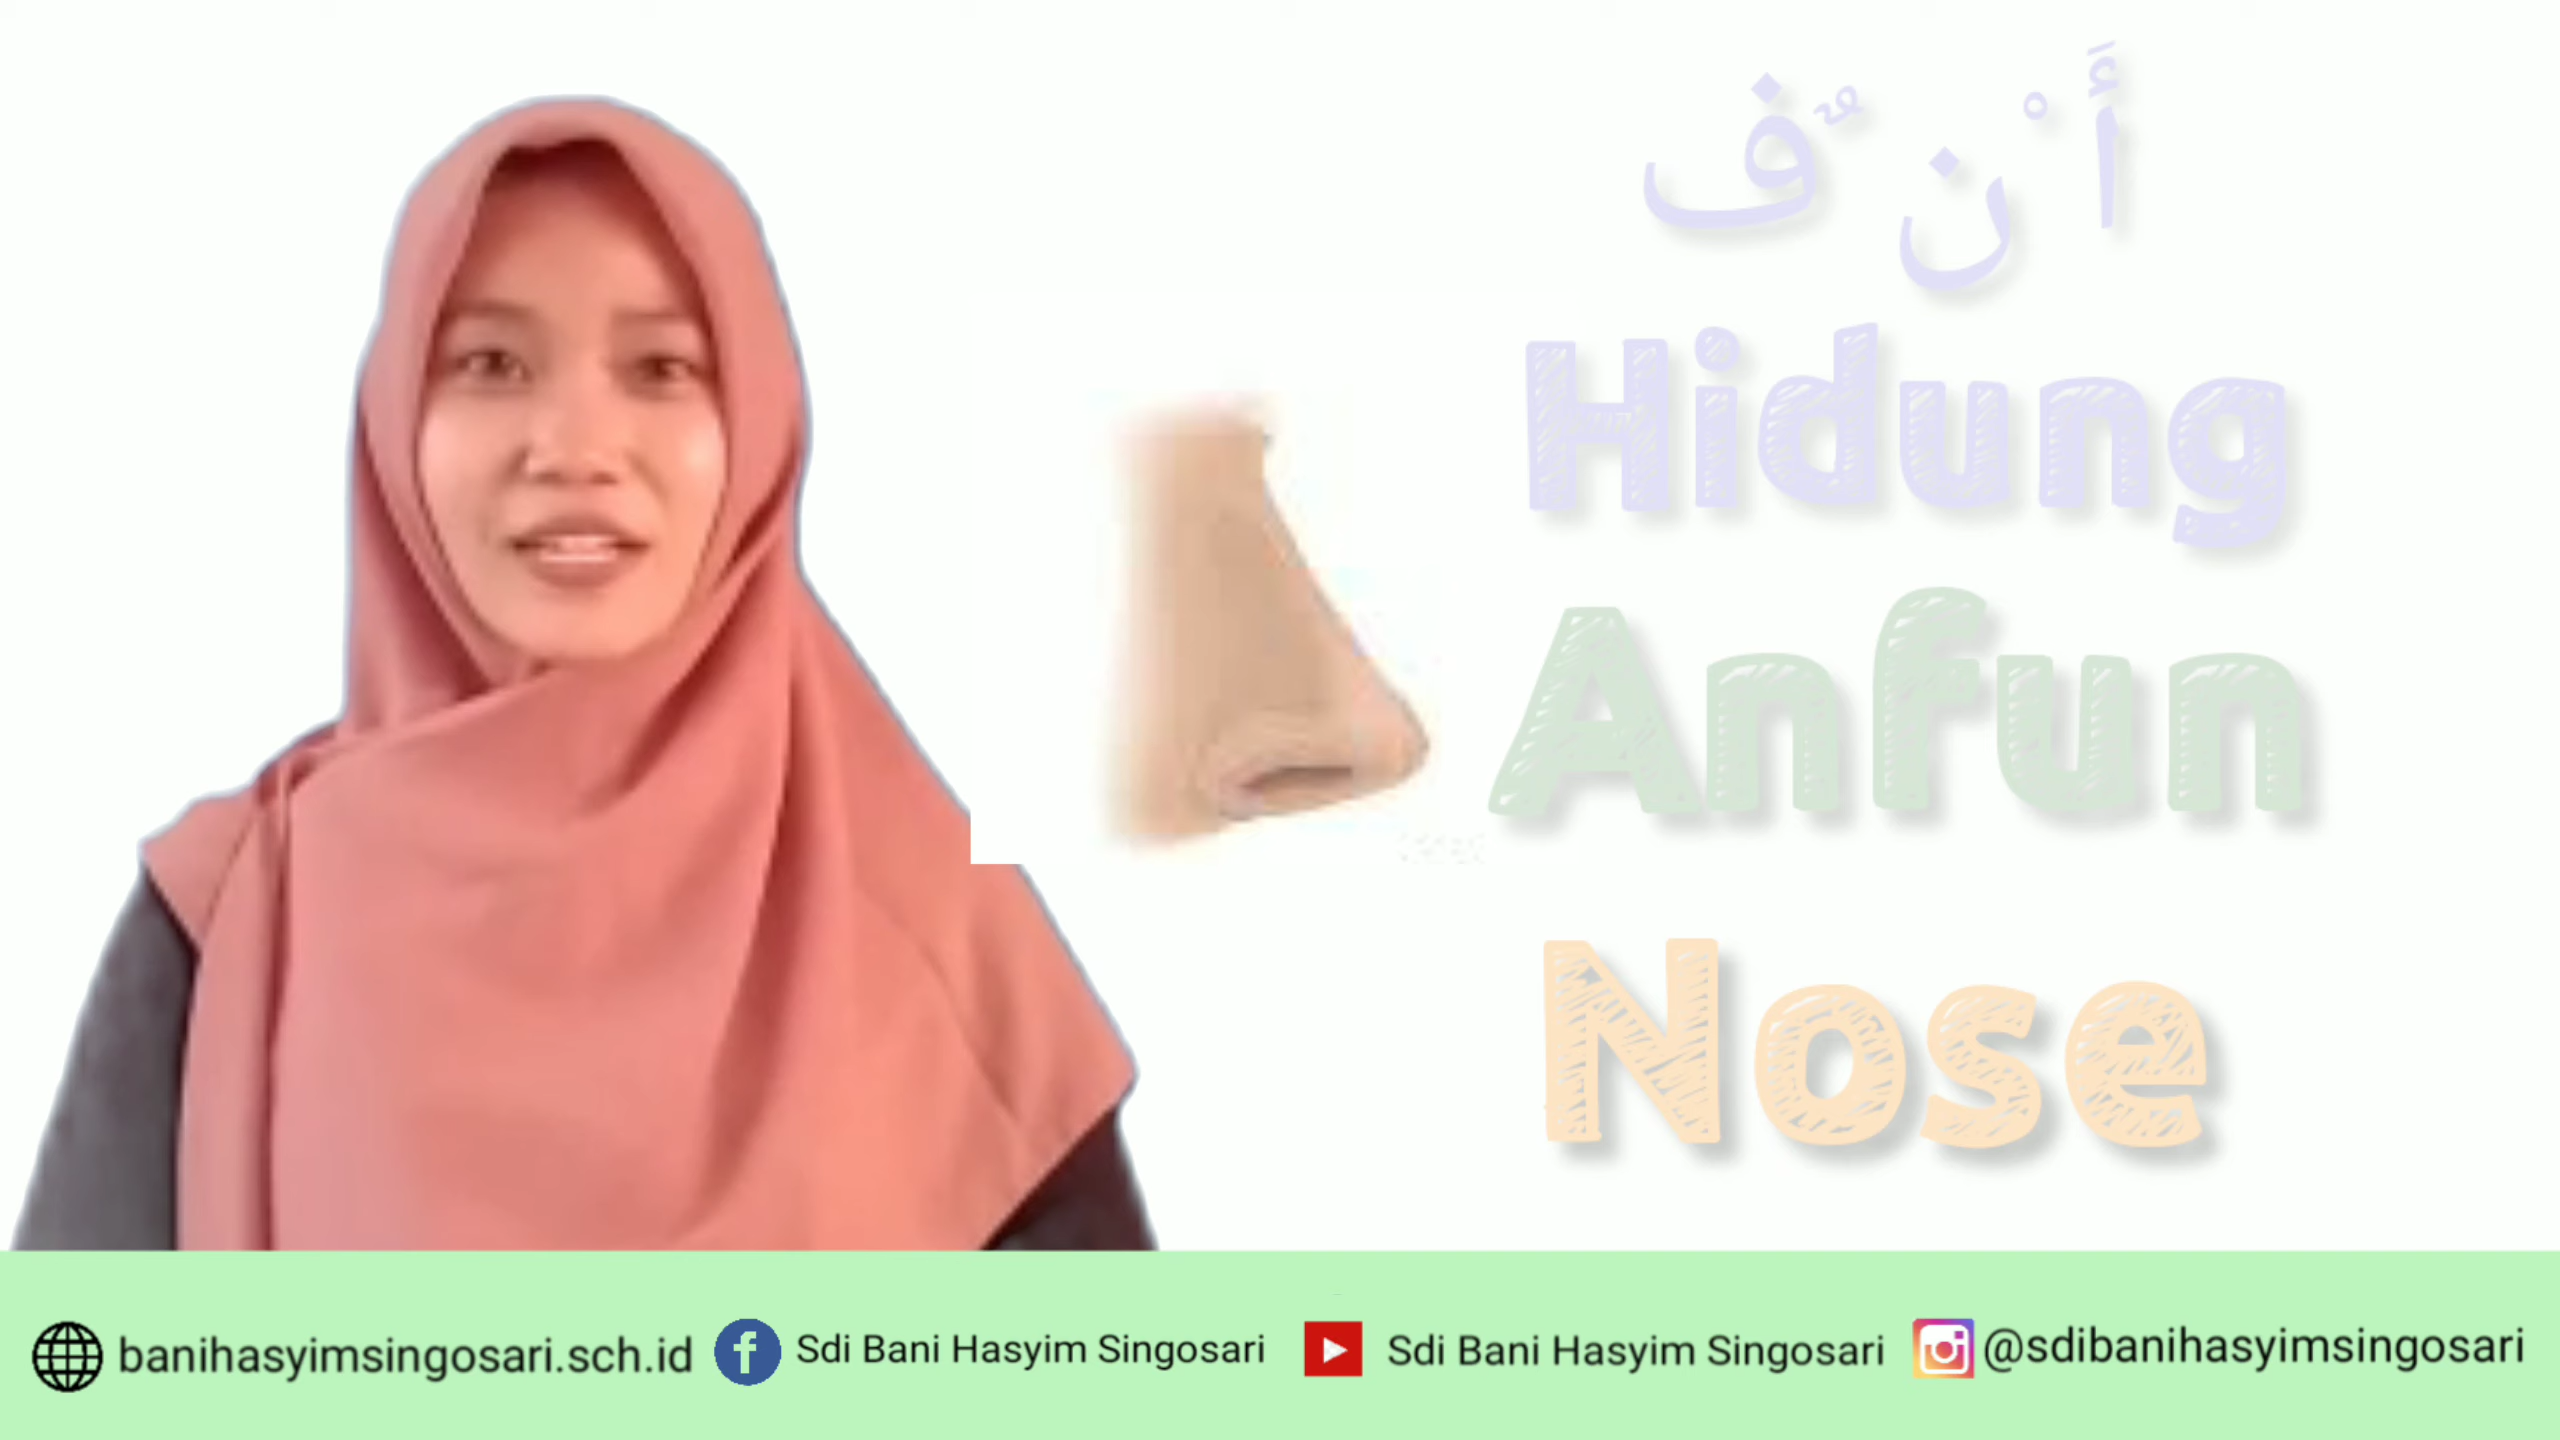 أَ نْ فٌ
Hidung
Anfun
Nose
banihasyimsingosari.sch.id
Sdi Bani Hasyim Singosari
Sdi Bani Hasyim Singosari
@sdibanihasyimsingosari